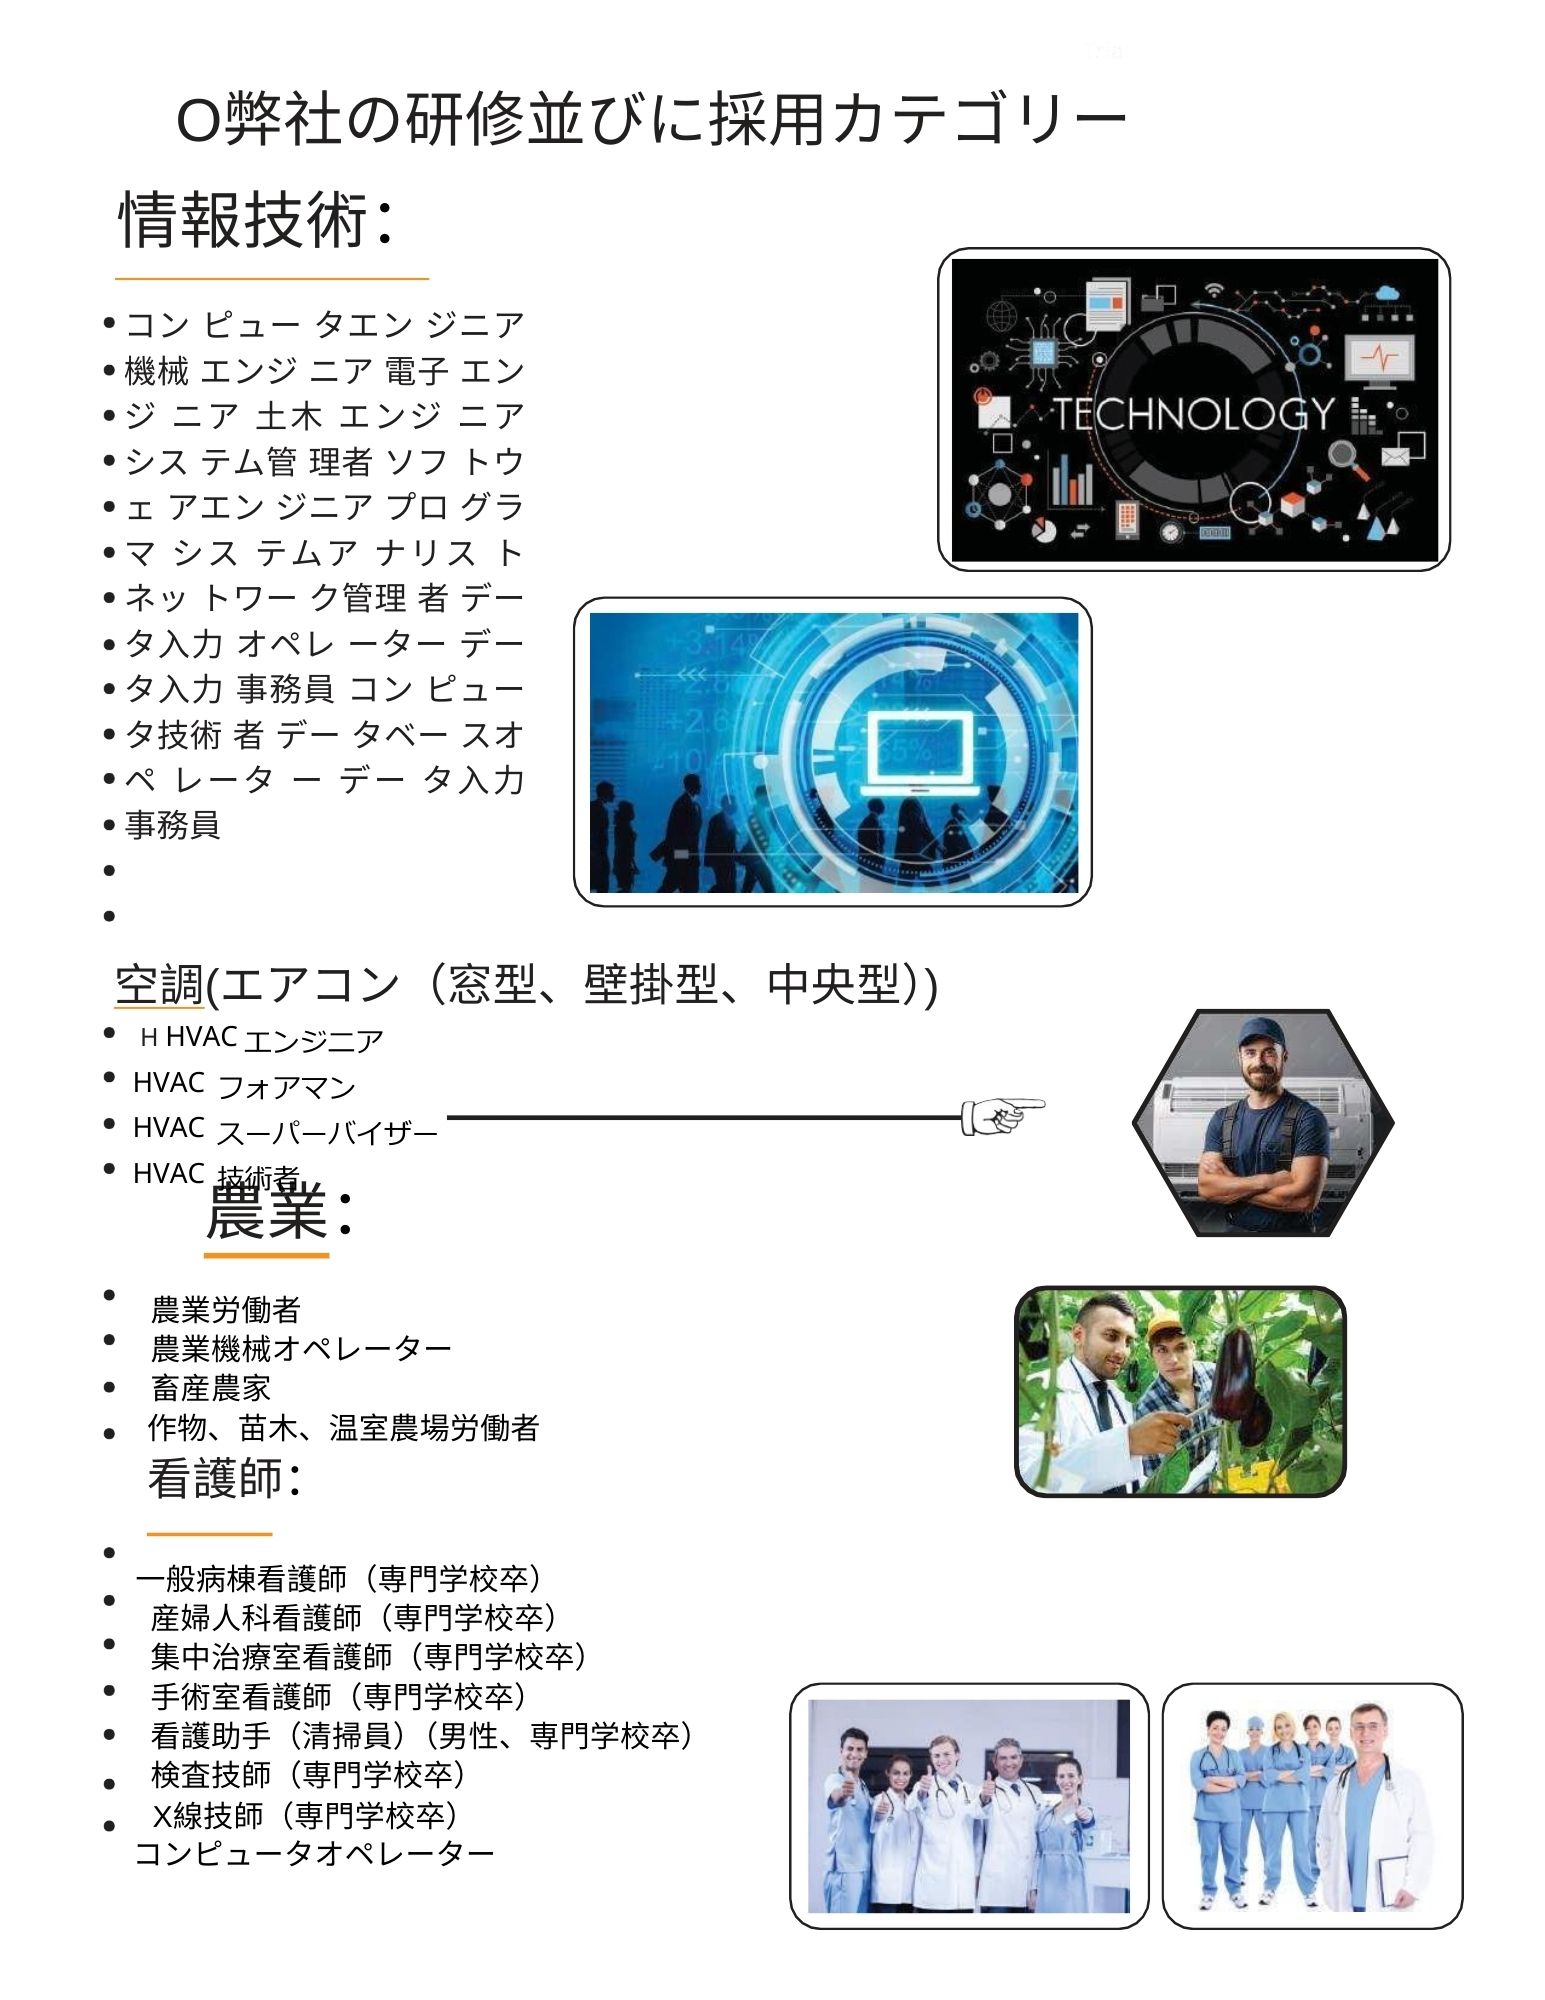 O弊社の研修並びに採用カテゴリー
情報技術：
• コン ピュー タエン ジニア
• 機械 エンジ ニア 電子 エン
• ジ ニア 土木 エンジ ニア
• シス テム管 理者 ソフ トウ
• ェ アエン ジニア プロ グラ
• マ シス テムア ナリス ト
• ネッ トワー ク管理 者 デー
• タ入力 オペレ ーター デー
• タ入力 事務員 コン ピュー
• タ技術 者 デー タベー スオ
• ペ レータ ー デー タ入力
• 事務員
•
•
TECHNOLOGY
空調(エアコン（窓型、壁掛型、中央型）)
• H HVAC エンジニア
• HVAC フォアマン
• HVAC スーパーバイザー
• HVAC 技術者
農業：
• 農業労働者
• 農業機械オペレーター
• 畜産農家
• 作物、苗木、温室農場労働者
看護師：
• 一般病棟看護師（専門学校卒）
• 産婦人科看護師（専門学校卒）
• 集中治療室看護師（専門学校卒）
• 手術室看護師（専門学校卒）
• 看護助手（清掃員）（男性、専門学校卒）
• 検査技師（専門学校卒）
• X線技師（専門学校卒）
コンピュータオペレーター